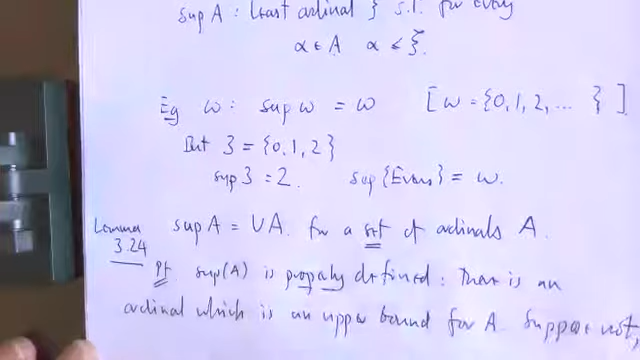 sup A : least ordinal ξ s.t. for every
α ∈ A α ≤ ξ.
Eg ω : sup ω = ω [ω = {0, 1, 2, ... }]
But 3 = {0, 1, 2}
sup 3 = 2. sup {Evens} = ω.
Lemma 3.24 sup A = ∪A. for a set of ordinals A.
Pf sup(A) is properly defined : There is an
ordinal which is an upper bound for A. Suppose not,